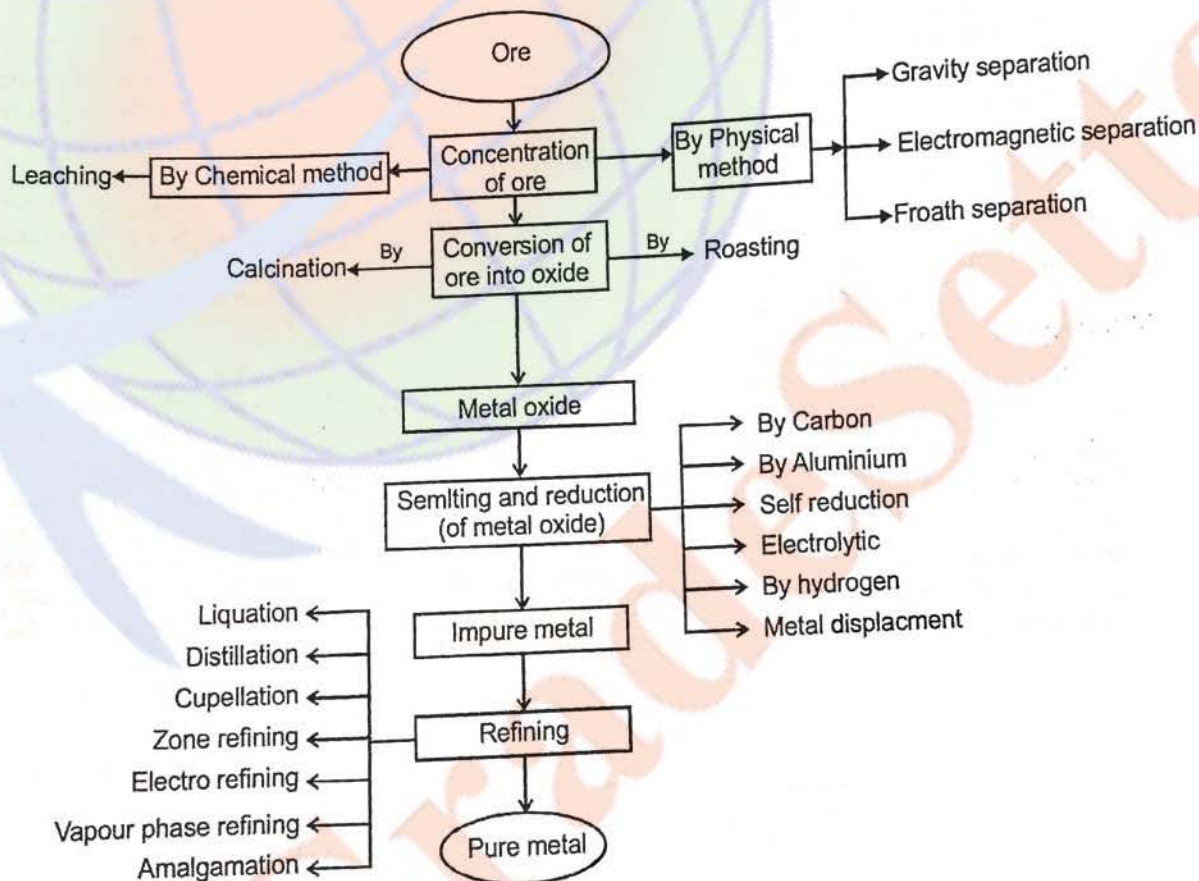 Ore
Gravity separation
Leaching
By Chemical method
Concentration
of ore
By Physical
method
Electromagnetic separation
Froath separation
Calcination
By
Conversion of
ore into oxide
By
Roasting
Metal oxide
Semlting and reduction
(of metal oxide)
By Carbon
By Aluminium
Self reduction
Electrolytic
By hydrogen
Metal displacment
Impure metal
Liquation
Distillation
Cupellation
Zone refining
Electro refining
Vapour phase refining
Amalgamation
Refining
Pure metal